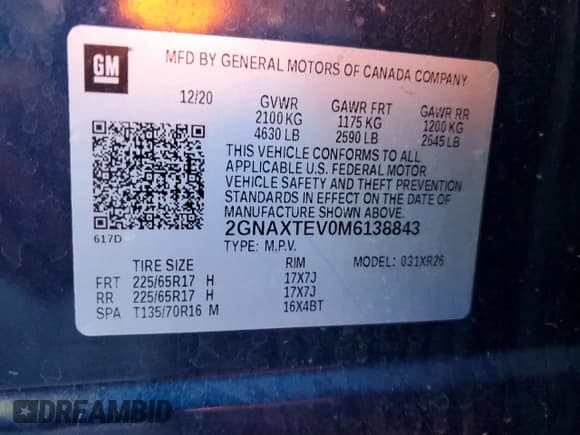 GM
MFD BY GENERAL MOTORS OF CANADA COMPANY
12/20 GVWR GAWR FRT GAWR RR
2100 KG 1175 KG 1200 KG
4630 LB 2590 LB 2645 LB
THIS VEHICLE CONFORMS TO ALL
APPLICABLE U.S. FEDERAL MOTOR
VEHICLE SAFETY AND THEFT PREVENTION
STANDARDS IN EFFECT ON THE DATE OF
MANUFACTURE SHOWN ABOVE.
617D 2GNAXTEV0M6138843
TYPE: M.P.V. MODEL: 031XR26
TIRE SIZE RIM
FRT 225/65R17 H 17X7J
RR 225/65R17 H 17X7J
SPA T135/70R16 M 16X4BT
DREAMBID